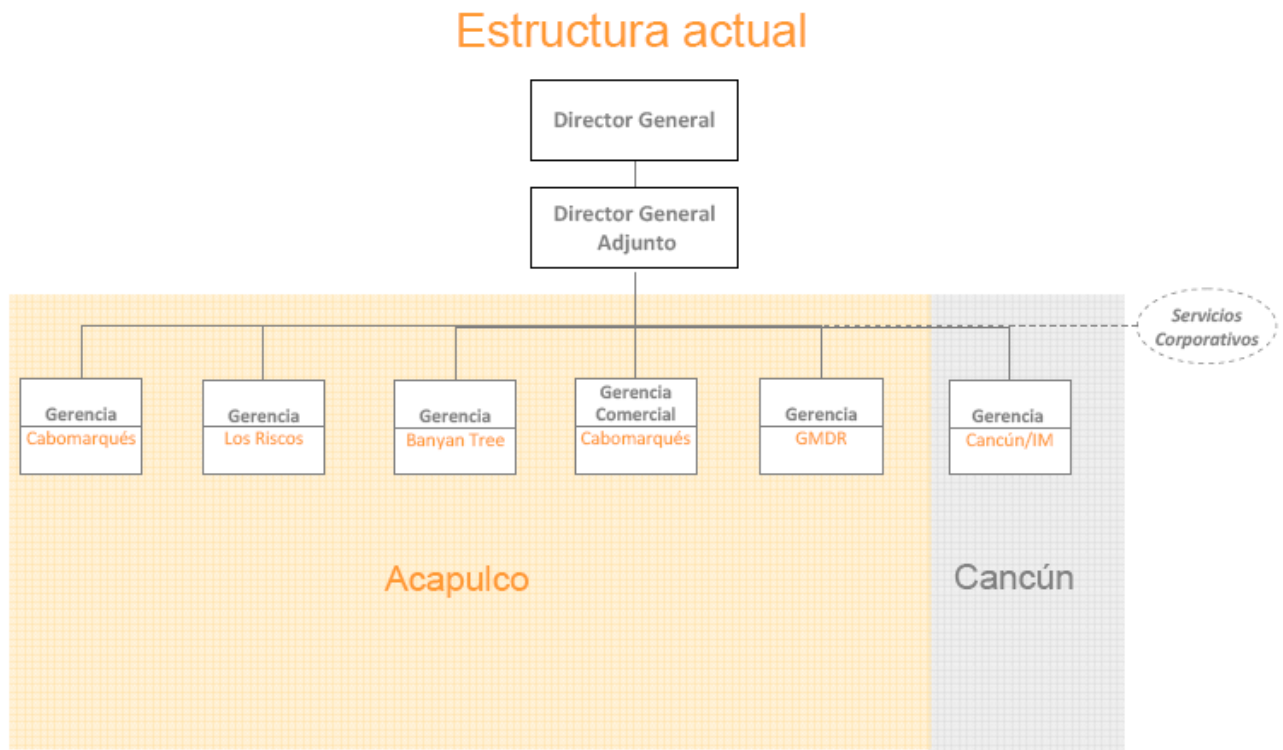 Estructura actual
Director General
Director General
Adjunto
Servicios
Corporativos
Gerencia
Cabomarqués
Gerencia
Los Riscos
Gerencia
Banyan Tree
Gerencia
Comercial
Cabomarqués
Gerencia
GMDR
Gerencia
Cancún/IM
Acapulco
Cancún